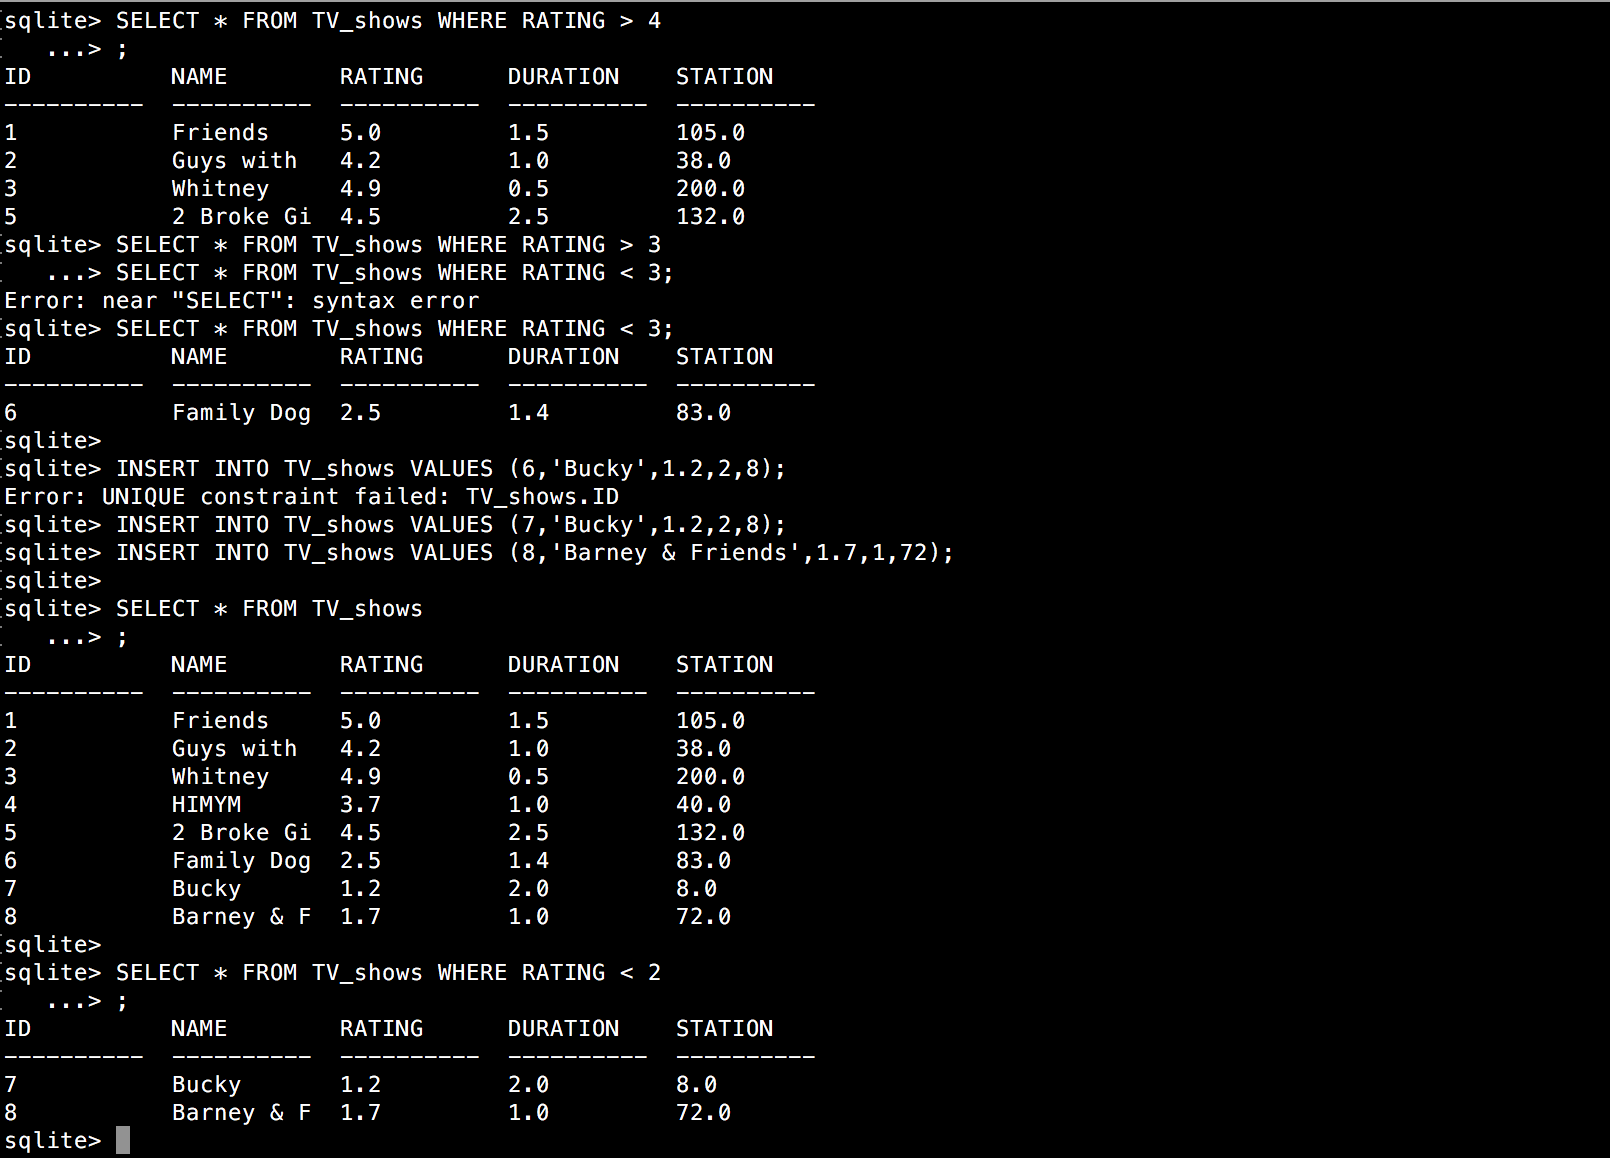 sqlite> SELECT * FROM TV_shows WHERE RATING > 4
   ...> ;
ID          NAME        RATING      DURATION    STATION
----------  ----------  ----------  ----------  ----------
1           Friends     5.0         1.5         105.0
2           Guys with   4.2         1.0         38.0
3           Whitney     4.9         0.5         200.0
5           2 Broke Gi  4.5         2.5         132.0
sqlite> SELECT * FROM TV_shows WHERE RATING > 3
   ...> SELECT * FROM TV_shows WHERE RATING < 3;
Error: near "SELECT": syntax error
sqlite> SELECT * FROM TV_shows WHERE RATING < 3;
ID          NAME        RATING      DURATION    STATION
----------  ----------  ----------  ----------  ----------
6           Family Dog  2.5         1.4         83.0
sqlite>
sqlite> INSERT INTO TV_shows VALUES (6,'Bucky',1.2,2,8);
Error: UNIQUE constraint failed: TV_shows.ID
sqlite> INSERT INTO TV_shows VALUES (7,'Bucky',1.2,2,8);
sqlite> INSERT INTO TV_shows VALUES (8,'Barney & Friends',1.7,1,72);
sqlite>
sqlite> SELECT * FROM TV_shows
   ...> ;
ID          NAME        RATING      DURATION    STATION
----------  ----------  ----------  ----------  ----------
1           Friends     5.0         1.5         105.0
2           Guys with   4.2         1.0         38.0
3           Whitney     4.9         0.5         200.0
4           HIMYM       3.7         1.0         40.0
5           2 Broke Gi  4.5         2.5         132.0
6           Family Dog  2.5         1.4         83.0
7           Bucky       1.2         2.0         8.0
8           Barney & F  1.7         1.0         72.0
sqlite>
sqlite> SELECT * FROM TV_shows WHERE RATING < 2
   ...> ;
ID          NAME        RATING      DURATION    STATION
----------  ----------  ----------  ----------  ----------
7           Bucky       1.2         2.0         8.0
8           Barney & F  1.7         1.0         72.0
sqlite>